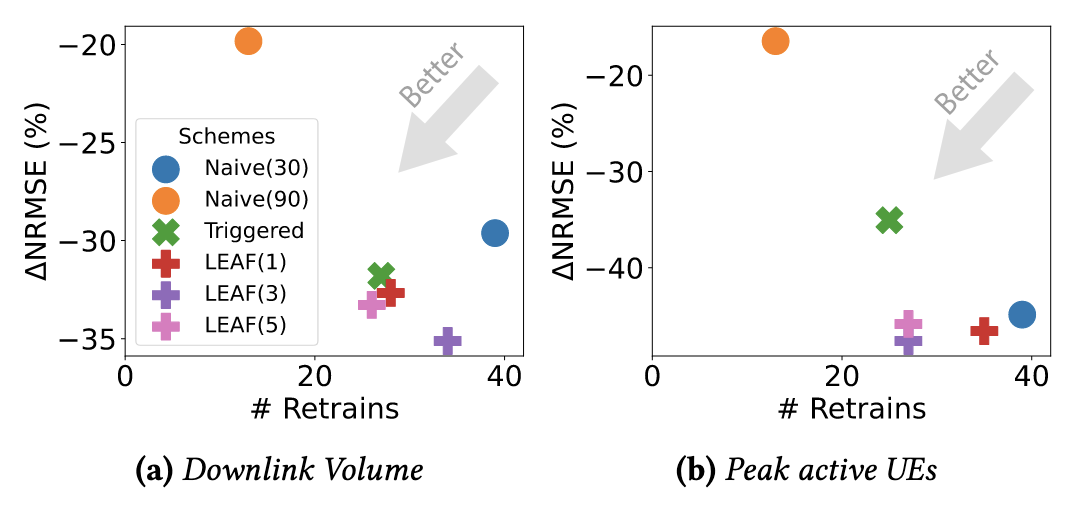 ΔNRMSE (%)
−20
−25
−30
−35
Better
Schemes
Naive(30)
Naive(90)
Triggered
LEAF(1)
LEAF(3)
LEAF(5)
0 20 40
# Retrains
(a) Downlink Volume
ΔNRMSE (%)
−20
−30
−40
Better
0 20 40
# Retrains
(b) Peak active UEs